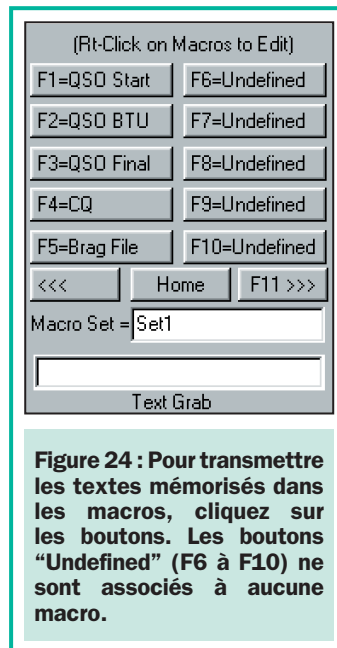 (Rt-Click on Macros to Edit)
F1=QSO Start F6=Undefined
F2=QSO BTU F7=Undefined
F3=QSO Final F8=Undefined
F4=CQ F9=Undefined
F5=Brag File F10=Undefined
<<< Home F11 >>>
Macro Set = Set1
Text Grab
Figure 24 : Pour transmettre
les textes mémorisés dans
les macros, cliquez sur
les boutons. Les boutons
“Undefined” (F6 à F10) ne
sont associés à aucune
macro.